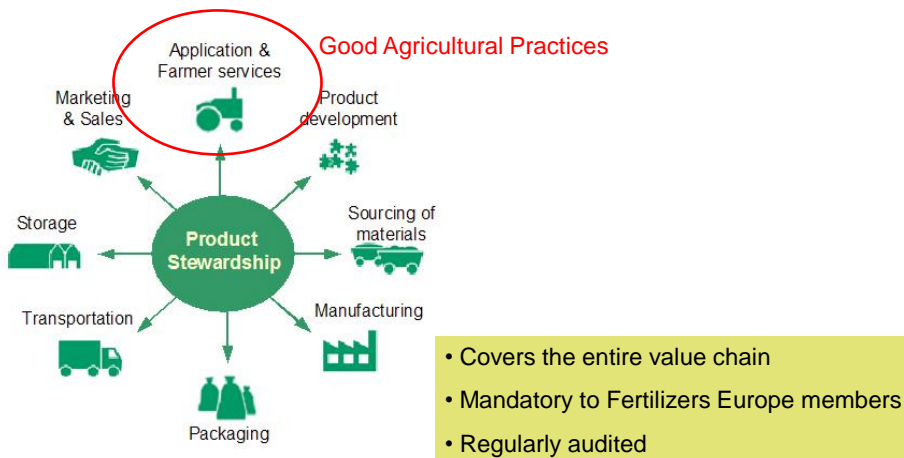 Good Agricultural Practices
Application &
Farmer services
Product
development
Sourcing of
materials
Manufacturing
Packaging
Transportation
Storage
Marketing
& Sales
Product
Stewardship
• Covers the entire value chain
• Mandatory to Fertilizers Europe members
• Regularly audited